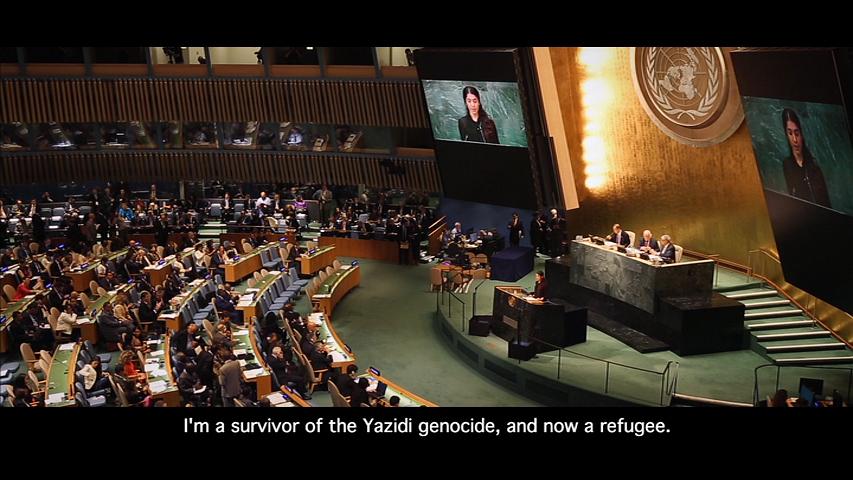 I'm a survivor of the Yazidi genocide, and now a refugee.